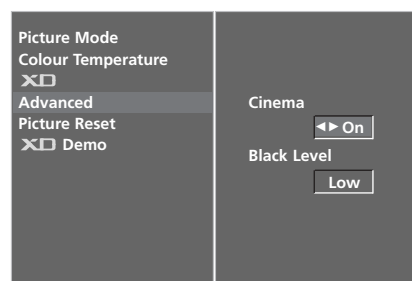 Picture Mode
Colour Temperature
XD
Advanced
Picture Reset
XD Demo
Cinema
◄► On
Black Level
Low